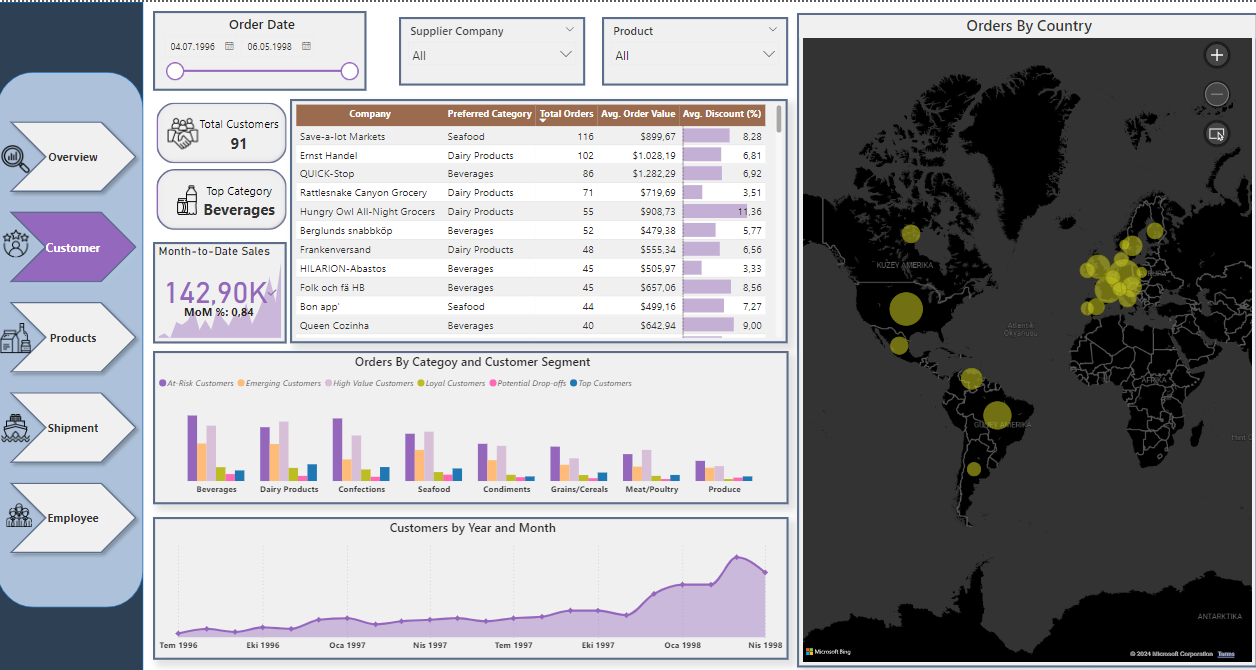 Overview
Customer
Products
Shipment
Employee
Order Date
04.07.1996 06.05.1998
Supplier Company
All
Product
All
Total Customers
91
Top Category
Beverages
Month-to-Date Sales
142,90K
MoM %: 0,84
Company Preferred Category Total Orders Avg. Order Value Avg. Discount (%)
Save-a-lot Markets Seafood 116 $899,67 8,28
Ernst Handel Dairy Products 102 $1.028,19 6,81
QUICK-Stop Beverages 86 $1.282,29 6,92
Rattlesnake Canyon Grocery Dairy Products 71 $719,69 3,51
Hungry Owl All-Night Grocers Dairy Products 55 $908,73 11,36
Berglunds snabbköp Beverages 52 $479,38 5,77
Frankenversand Dairy Products 48 $555,34 6,56
HILARION-Abastos Beverages 45 $505,97 3,33
Folk och fä HB Beverages 45 $657,06 8,56
Bon app' Seafood 44 $499,16 7,27
Queen Cozinha Beverages 40 $642,94 9,00
Orders By Categoy and Customer Segment
At-Risk Customers Emerging Customers High Value Customers Loyal Customers Potential Drop-offs Top Customers
Beverages Dairy Products Confections Seafood Condiments Grains/Cereals Meat/Poultry Produce
Customers by Year and Month
Tem 1996 Eki 1996 Oca 1997 Nis 1997 Tem 1997 Eki 1997 Oca 1998 Nis 1998
Orders By Country
KUZEY AMERIKA
Atlantik
Okyanusu
AFRIKA
GÜNEY AMERIKA
ANTARKTIKA
Microsoft Bing
© 2024 Microsoft Corporation Terms